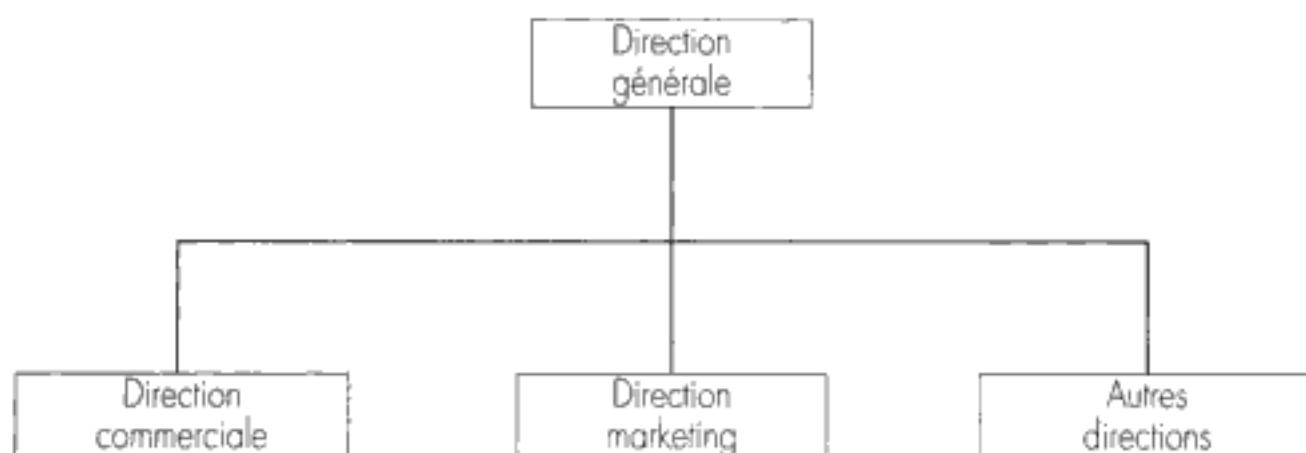 Direction
générale
Direction
commerciale
Direction
marketing
Autres
directions